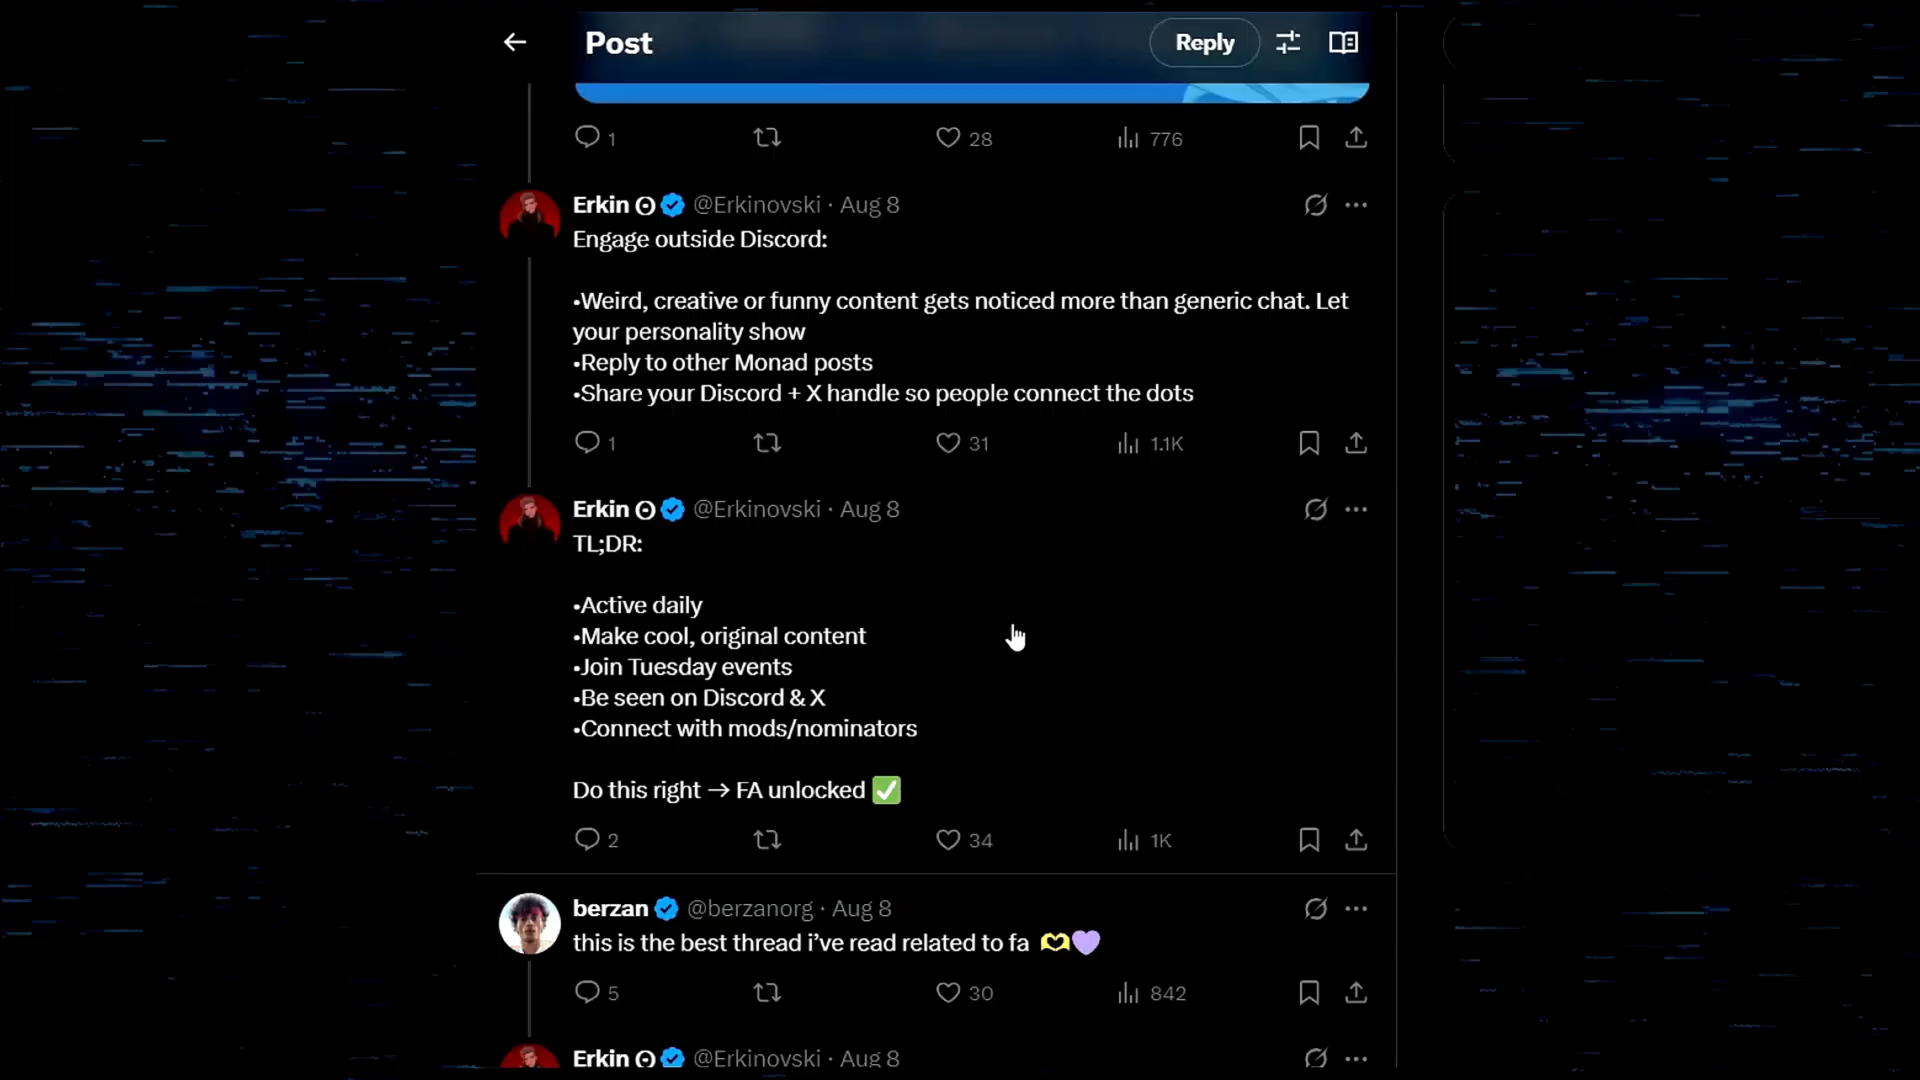 Post
Reply
1
28
776
Erkin @Erkinovski · Aug 8
Engage outside Discord:
•Weird, creative or funny content gets noticed more than generic chat. Let
your personality show
•Reply to other Monad posts
•Share your Discord + X handle so people connect the dots
1
31
1.1K
Erkin @Erkinovski · Aug 8
TL;DR:
•Active daily
•Make cool, original content
•Join Tuesday events
•Be seen on Discord & X
•Connect with mods/nominators
Do this right → FA unlocked ✅
2
34
1K
berzan @berzanorg · Aug 8
this is the best thread i've read related to fa 🫶💜
5
30
842
Erkin @Erkinovski · Aug 8